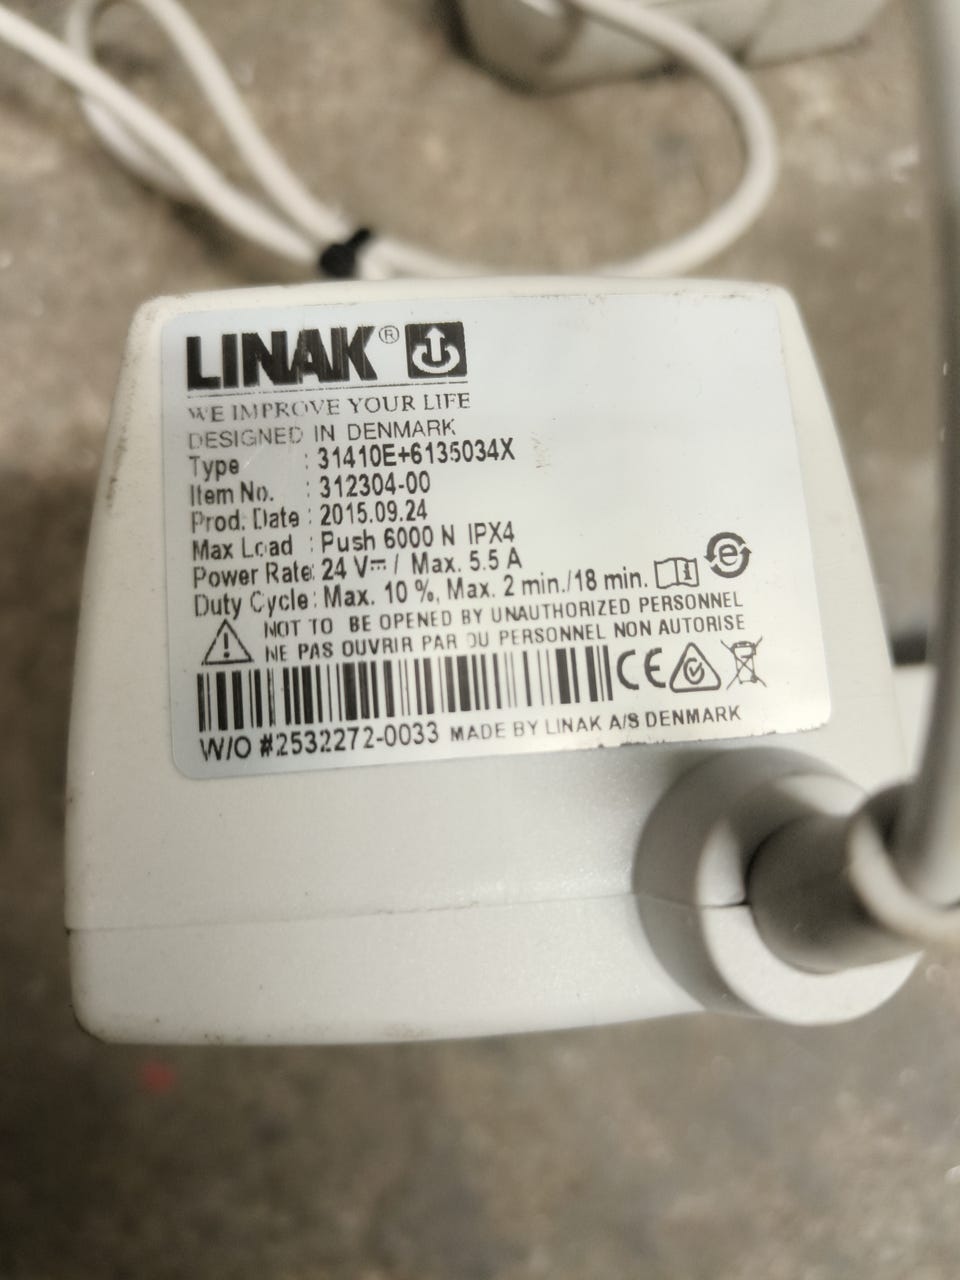 LINAK®
WE IMPROVE YOUR LIFE
DESIGNED IN DENMARK
Type : 31410E+6135034X
Item No. : 312304-00
Prod. Date : 2015.09.24
Max Load : Push 6000 N IPX4
Power Rate: 24 V⎓ / Max. 5.5 A
Duty Cycle : Max. 10 %, Max. 2 min./18 min.
NOT TO BE OPENED BY UNAUTHORIZED PERSONNEL
NE PAS OUVRIR PAR DU PERSONNEL NON AUTORISE
CE
W/O #2532272-0033 MADE BY LINAK A/S DENMARK